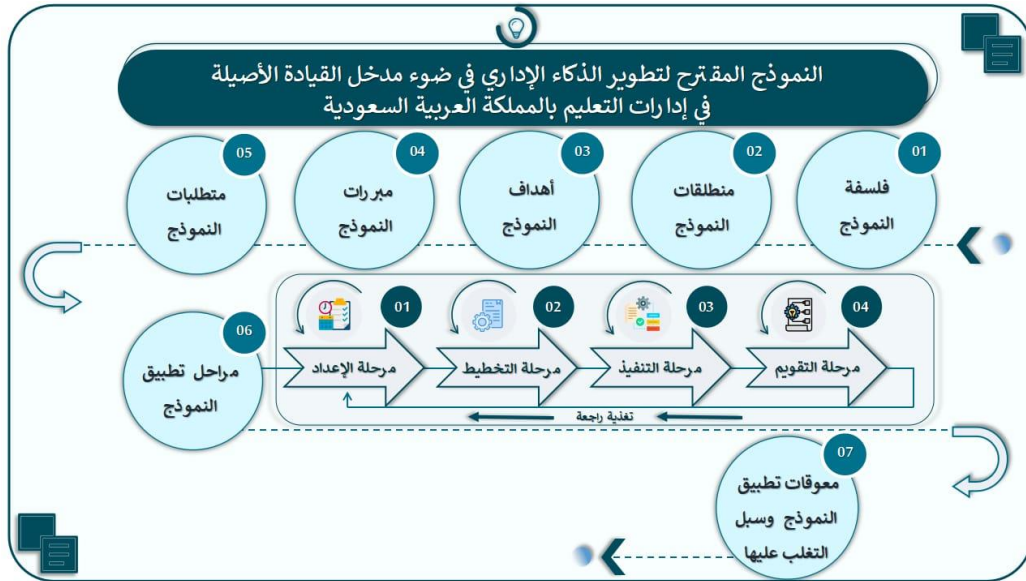 النموذج المقترح لتطوير الذكاء الإداري في ضوء مدخل القيادة الأصيلة
في إدارات التعليم بالمملكة العربية السعودية
01
فلسفة
النموذج
02
منطلقات
النموذج
03
أهداف
النموذج
04
مبررات
النموذج
05
متطلبات
النموذج
06
مراحل تطبيق
النموذج
01
مرحلة الإعداد
02
مرحلة التخطيط
03
مرحلة التنفيذ
04
مرحلة التقويم
تغذية راجعة
07
معوقات تطبيق
النموذج وسبل
التغلب عليها